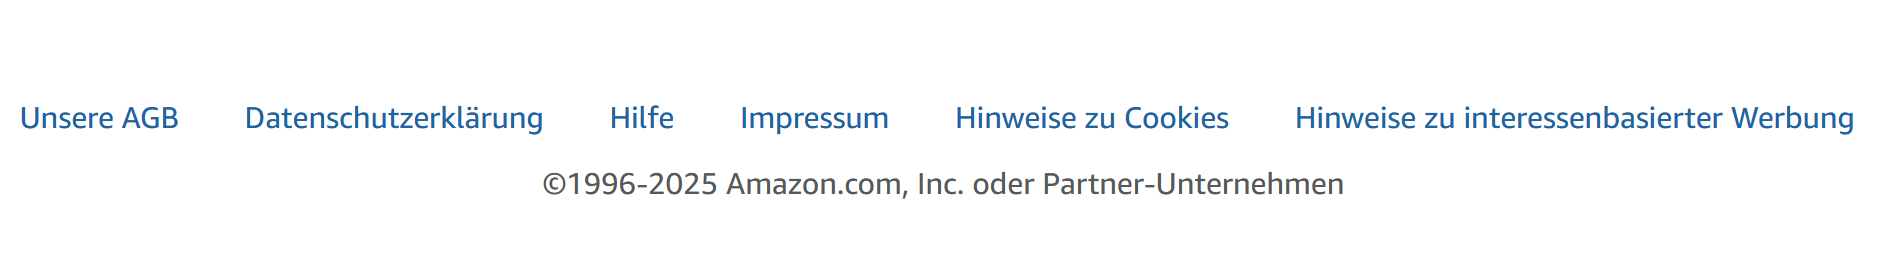 Unsere AGB Datenschutzerklärung Hilfe Impressum Hinweise zu Cookies Hinweise zu interessenbasierter Werbung
©1996-2025 Amazon.com, Inc. oder Partner-Unternehmen